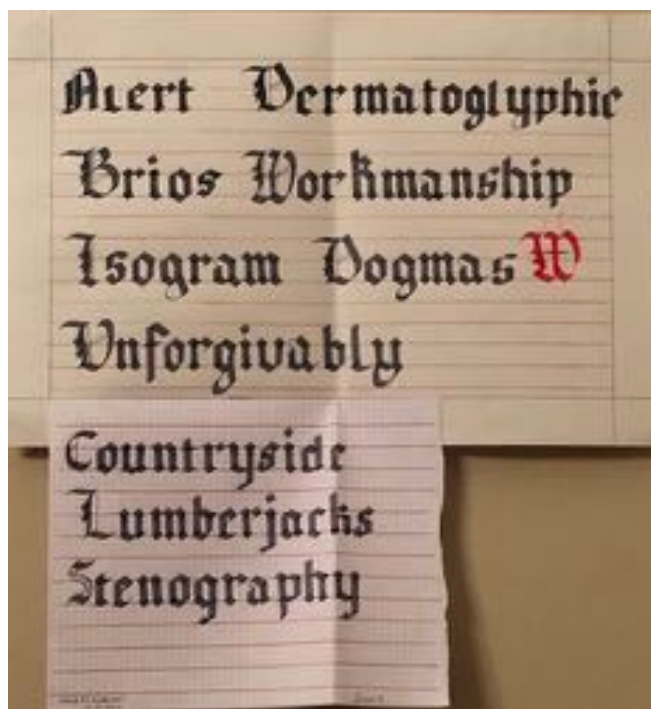 Alert Dermatoglyphic
Brios Workmanship
Isogram Dogmas W
Unforgivably
Countryside
Lumberjacks
Stenography